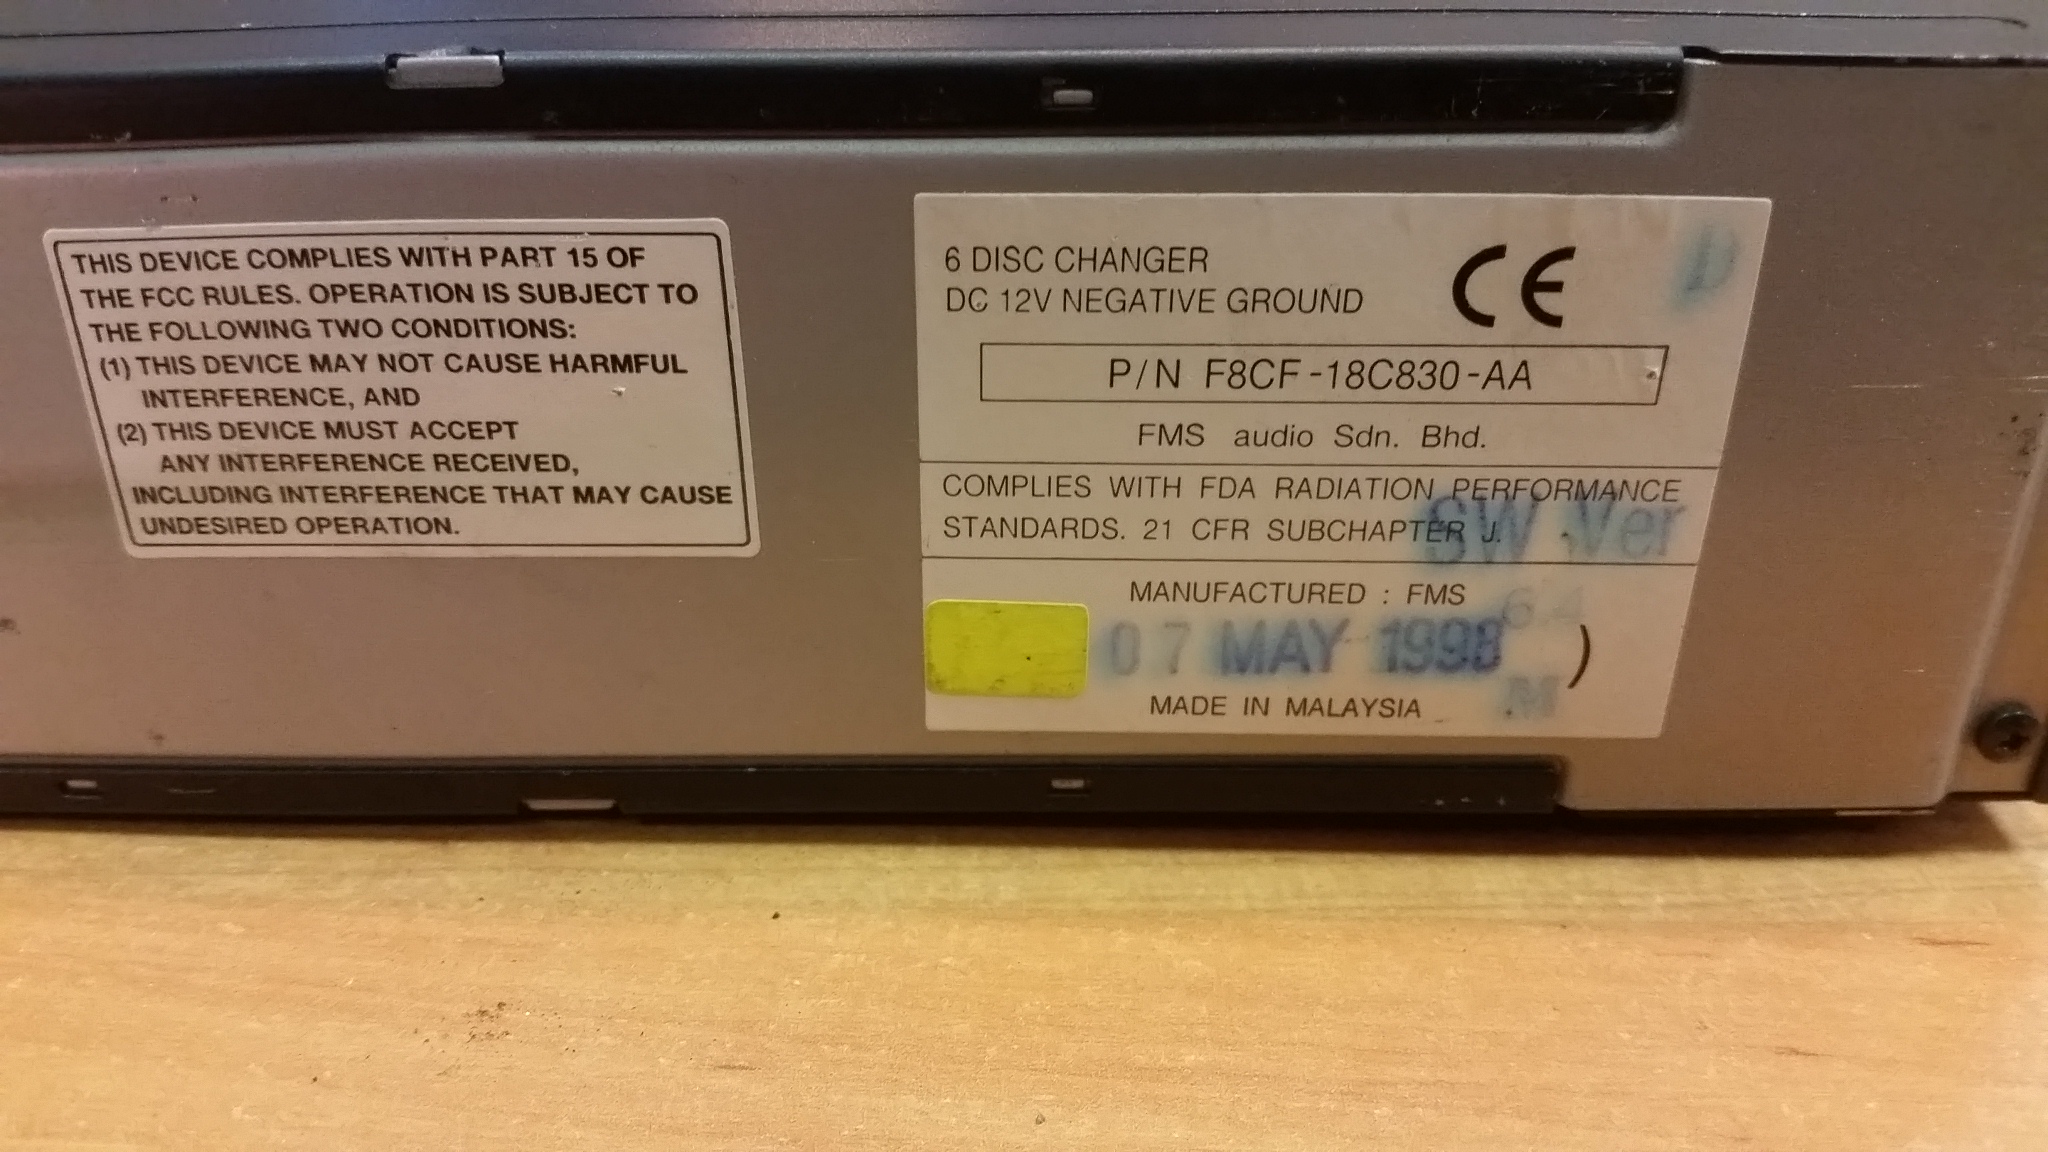 THIS DEVICE COMPLIES WITH PART 15 OF
THE FCC RULES. OPERATION IS SUBJECT TO
THE FOLLOWING TWO CONDITIONS:
(1) THIS DEVICE MAY NOT CAUSE HARMFUL
INTERFERENCE, AND
(2) THIS DEVICE MUST ACCEPT
ANY INTERFERENCE RECEIVED,
INCLUDING INTERFERENCE THAT MAY CAUSE
UNDESIRED OPERATION.
6 DISC CHANGER
DC 12V NEGATIVE GROUND
CE
D
P/N F8CF-18C830-AA
FMS audio Sdn. Bhd.
COMPLIES WITH FDA RADIATION PERFORMANCE
STANDARDS. 21 CFR SUBCHAPTER J.
SW Ver
MANUFACTURED : FMS
07 MAY 1998 )
MADE IN MALAYSIA
M